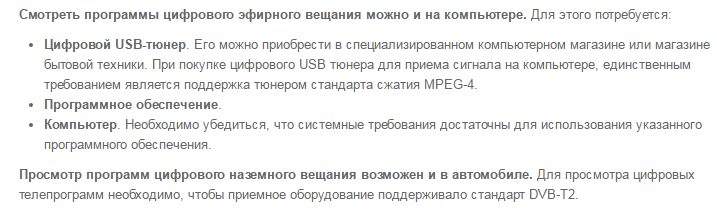 Смотреть программы цифрового эфирного вещания можно и на компьютере. Для этого потребуется:
• Цифровой USB-тюнер. Его можно приобрести в специализированном компьютерном магазине или магазине
бытовой техники. При покупке цифрового USB тюнера для приема сигнала на компьютере, единственным
требованием является поддержка тюнером стандарта сжатия MPEG-4.
• Программное обеспечение.
• Компьютер. Необходимо убедиться, что системные требования достаточны для использования указанного
программного обеспечения.
Просмотр программ цифрового наземного вещания возможен и в автомобиле. Для просмотра цифровых
телепрограмм необходимо, чтобы приемное оборудование поддерживало стандарт DVB-T2.